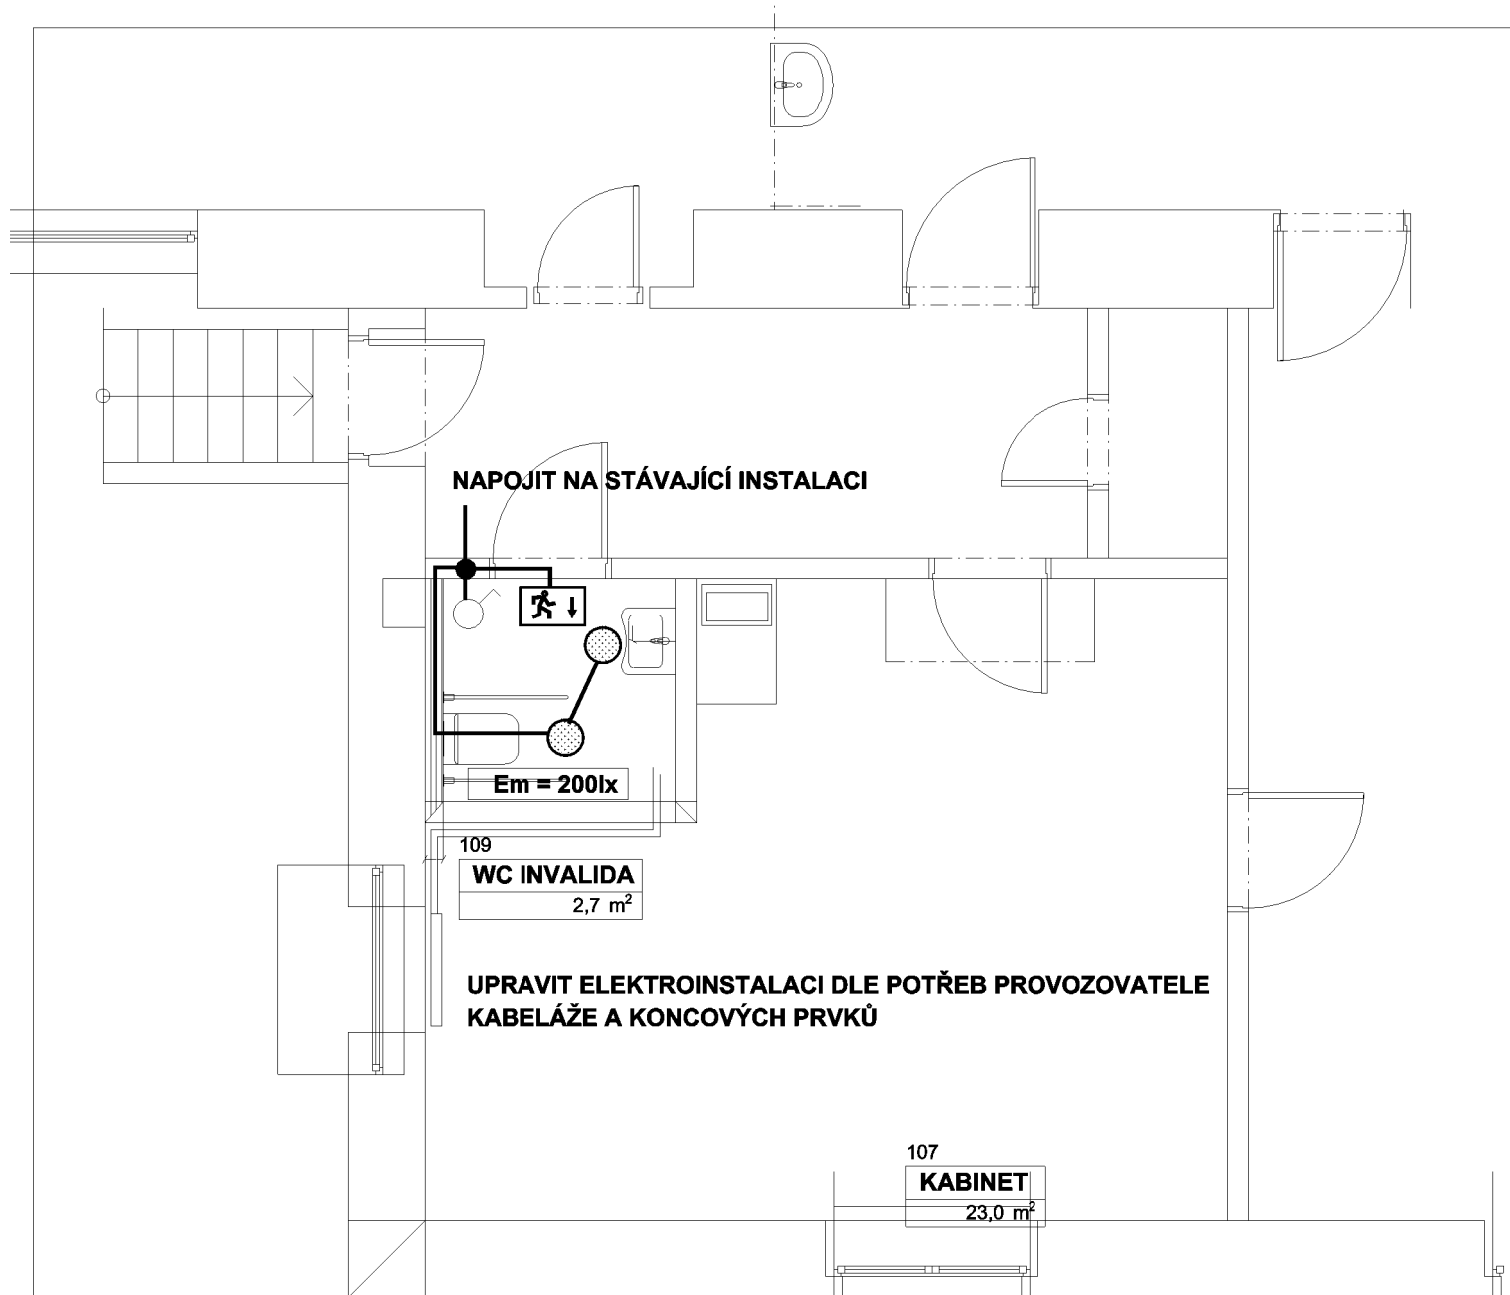 NAPOJIT NA STÁVAJÍCÍ INSTALACI
Em = 200lx
109
WC INVALIDA
2,7 m²
UPRAVIT ELEKTROINSTALACI DLE POTŘEB PROVOZOVATELE
KABELÁŽE A KONCOVÝCH PRVKŮ
107
KABINET
23,0 m²